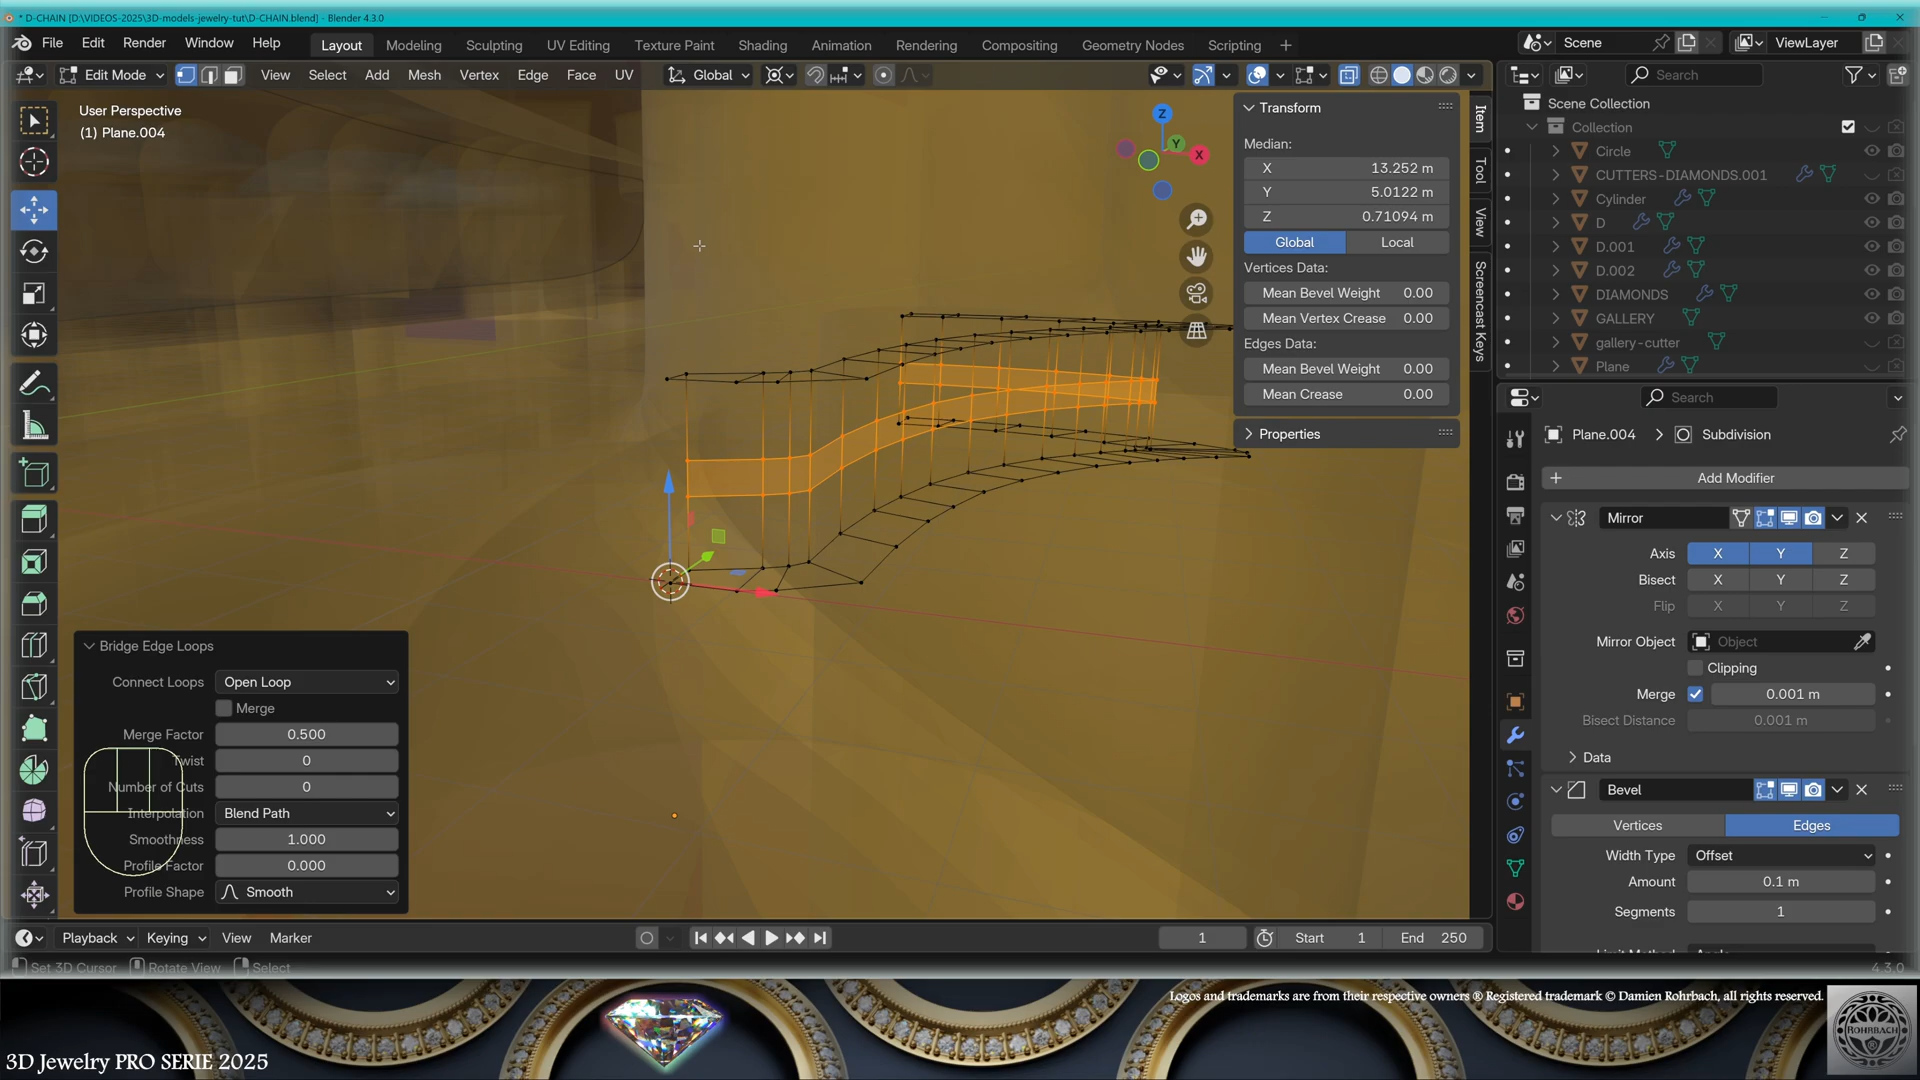 * D-CHAIN [D:\VIDEOS-2025\3D-models-jewelry-tut\D-CHAIN.blend] - Blender 4.3.0
File Edit Render Window Help
Layout Modeling Sculpting UV Editing Texture Paint Shading Animation Rendering Compositing Geometry Nodes Scripting +
Scene
ViewLayer
Edit Mode
View Select Add Mesh Vertex Edge Face UV
Global
Search
User Perspective
(1) Plane.004
Z
Y
X
Transform
Median:
X 13.252 m
Y 5.0122 m
Z 0.71094 m
Global Local
Vertices Data:
Mean Bevel Weight 0.00
Mean Vertex Crease 0.00
Edges Data:
Mean Bevel Weight 0.00
Mean Crease 0.00
Properties
Item
Tool
View
Screencast Keys
Scene Collection
Collection
Circle
CUTTERS-DIAMONDS.001
Cylinder
D
D.001
D.002
DIAMONDS
GALLERY
gallery-cutter
Plane
Search
Plane.004 > Subdivision
+ Add Modifier
Mirror
Axis X Y Z
Bisect X Y Z
Flip X Y Z
Mirror Object Object
Clipping
Merge 0.001 m
Bisect Distance 0.001 m
Data
Bevel
Vertices Edges
Width Type Offset
Amount 0.1 m
Segments 1
Bridge Edge Loops
Connect Loops Open Loop
Merge
Merge Factor 0.500
Twist 0
Number of Cuts 0
Interpolation Blend Path
Smoothness 1.000
Profile Factor 0.000
Profile Shape Smooth
Playback Keying View Marker
1 Start 1 End 250
Set 3D Cursor Rotate View Select
4.3.0
Logos and trademarks are from their respective owners ® Registered trademark © Damien Rohrbach, all rights reserved.
ROHRBACH
3D Jewelry PRO SERIE 2025